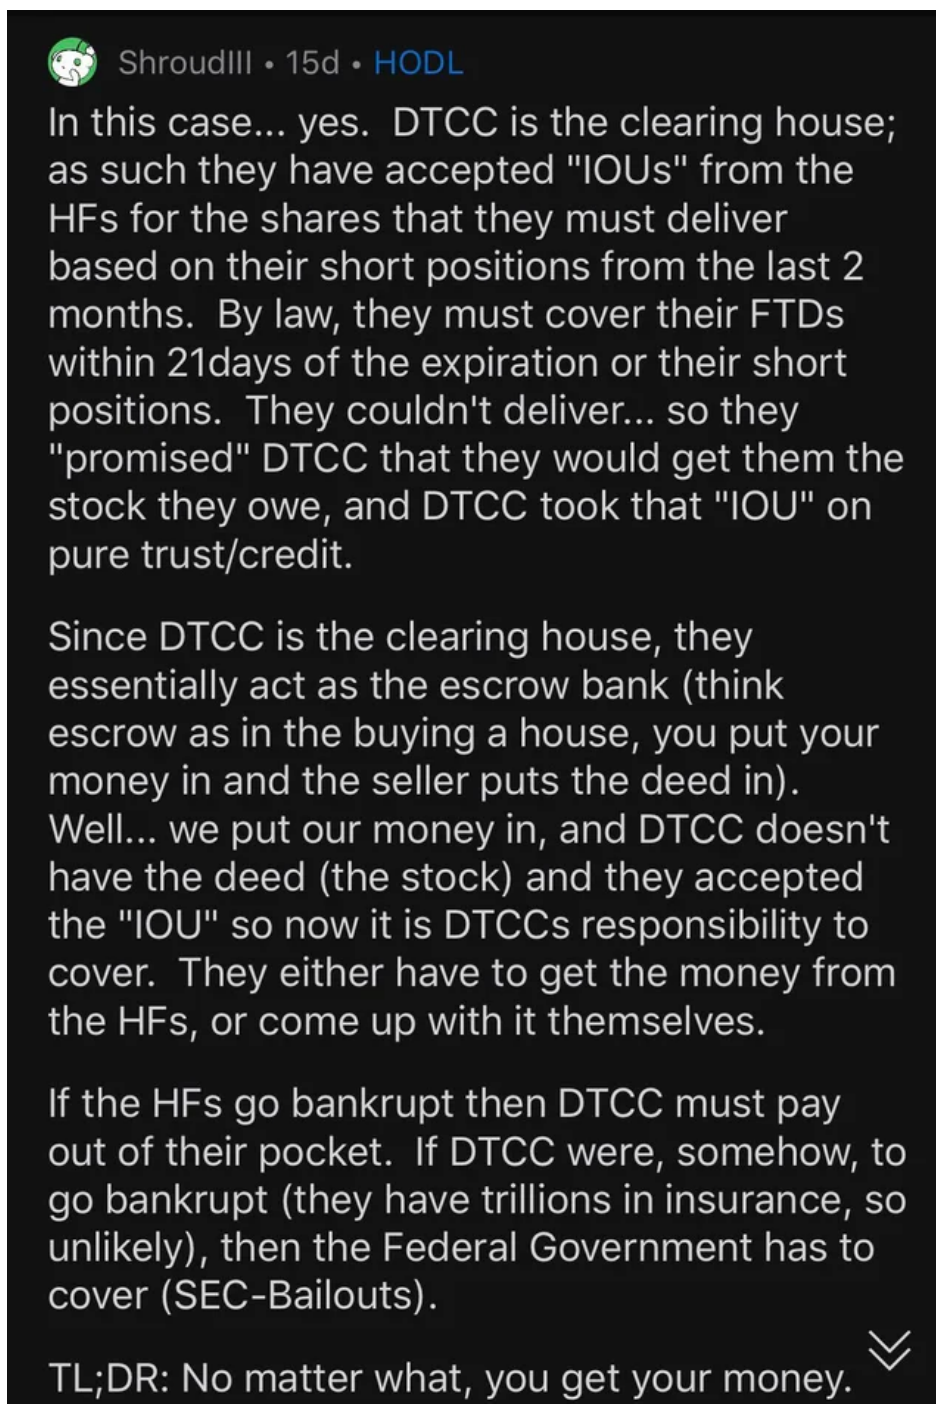 ShroudIII • 15d • HODL
In this case... yes.  DTCC is the clearing house;
as such they have accepted "IOUs" from the
HFs for the shares that they must deliver
based on their short positions from the last 2
months.  By law, they must cover their FTDs
within 21days of the expiration or their short
positions.  They couldn't deliver... so they
"promised" DTCC that they would get them the
stock they owe, and DTCC took that "IOU" on
pure trust/credit.
Since DTCC is the clearing house, they
essentially act as the escrow bank (think
escrow as in the buying a house, you put your
money in and the seller puts the deed in).
Well... we put our money in, and DTCC doesn't
have the deed (the stock) and they accepted
the "IOU" so now it is DTCCs responsibility to
cover.  They either have to get the money from
the HFs, or come up with it themselves.
If the HFs go bankrupt then DTCC must pay
out of their pocket.  If DTCC were, somehow, to
go bankrupt (they have trillions in insurance, so
unlikely), then the Federal Government has to
cover (SEC-Bailouts).
TL;DR: No matter what, you get your money.